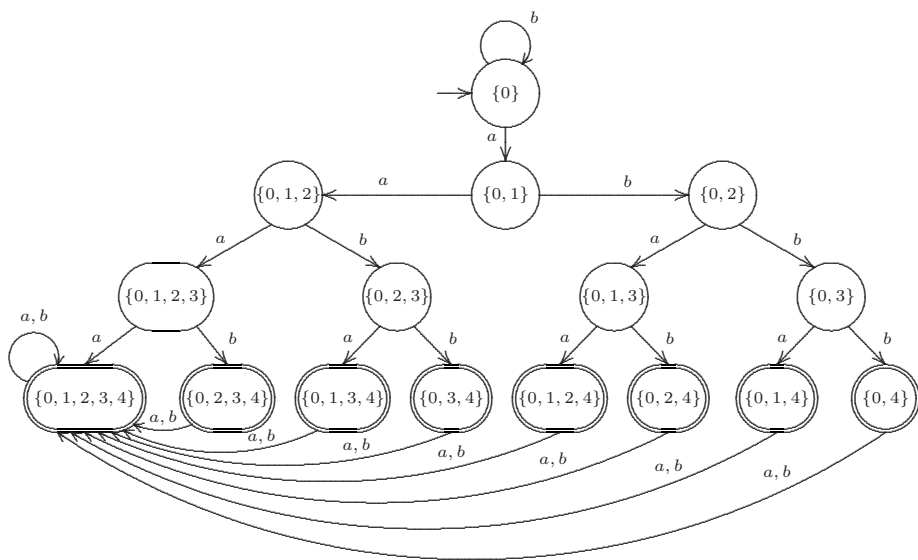 b
{0}
a
{0, 1, 2} a {0, 1} b {0, 2}
a b a b
{0, 1, 2, 3} {0, 2, 3} {0, 1, 3} {0, 3}
a, b a b a b a b a b
{0, 1, 2, 3, 4} {0, 2, 3, 4} {0, 1, 3, 4} {0, 3, 4} {0, 1, 2, 4} {0, 2, 4} {0, 1, 4} {0, 4}
a, b a, b a, b a, b a, b a, b a, b